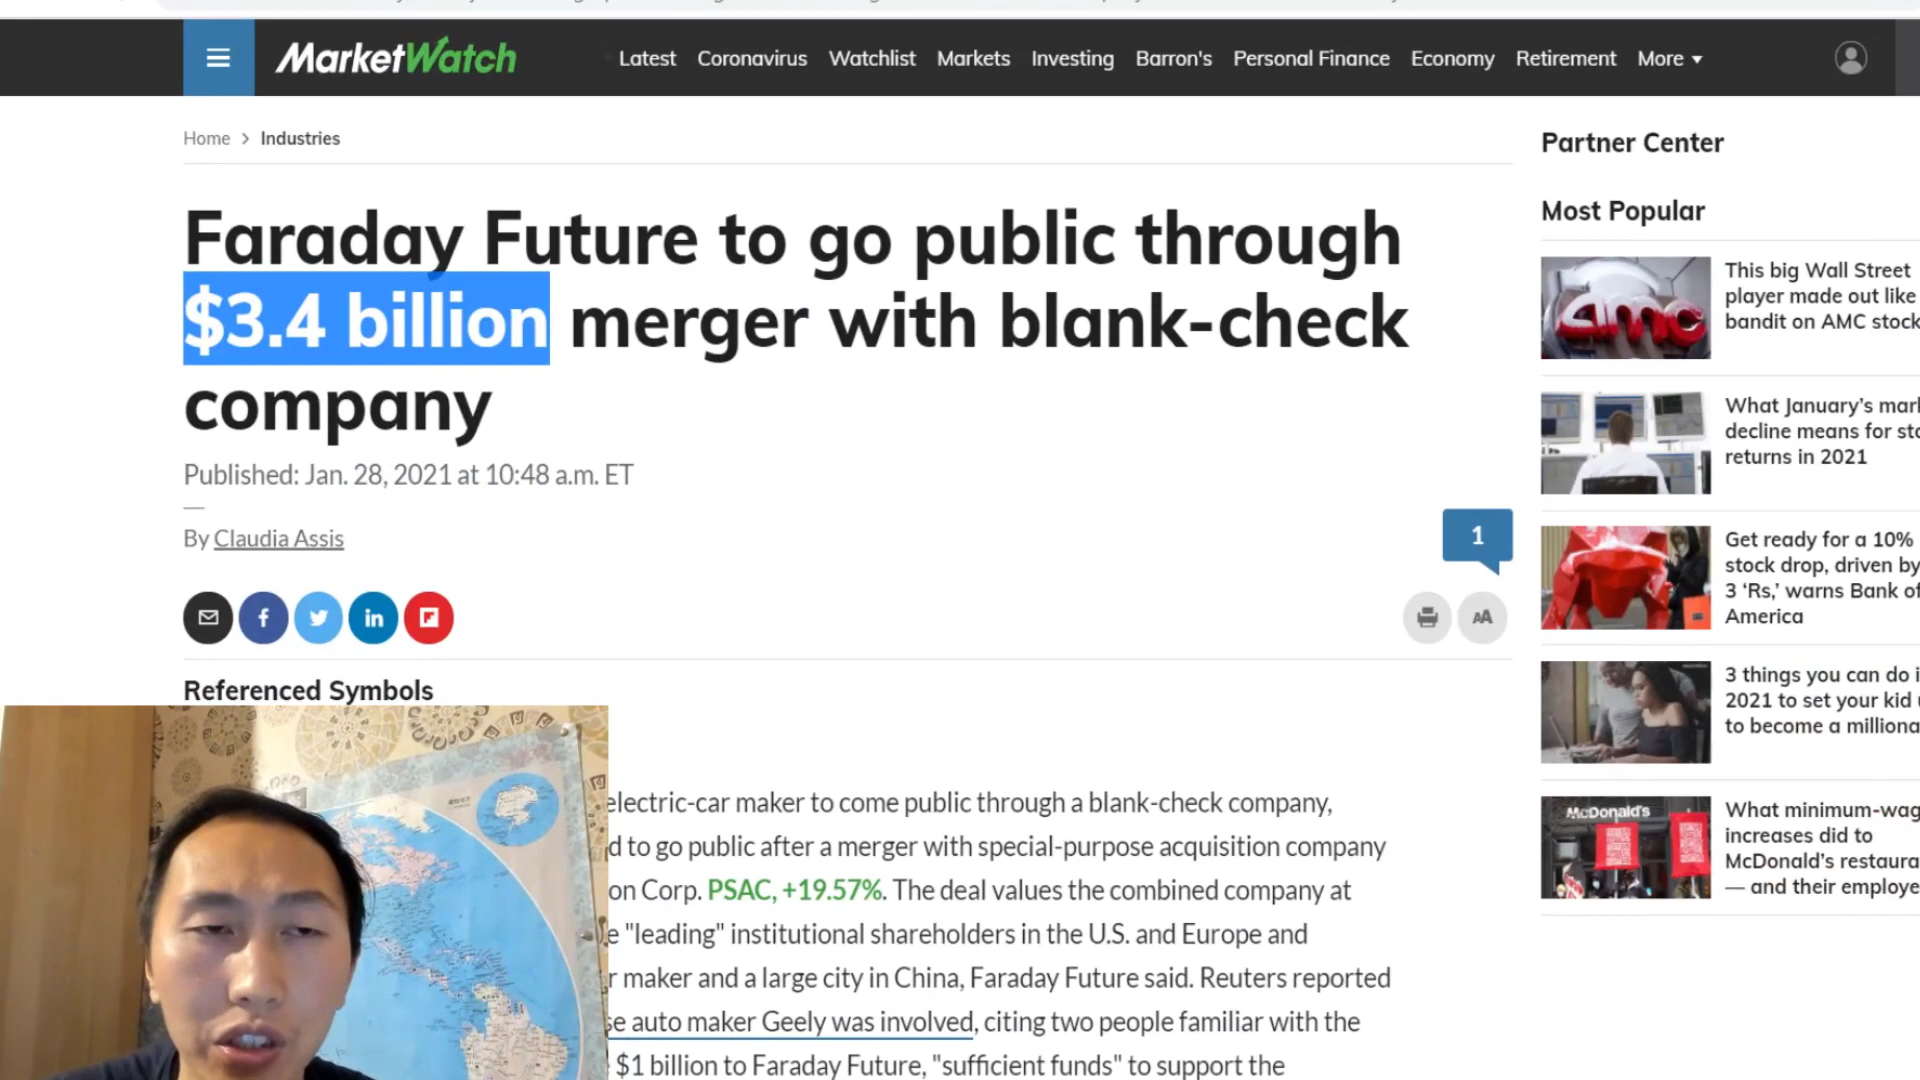 MarketWatch
Latest Coronavirus Watchlist Markets Investing Barron's Personal Finance Economy Retirement More
Home > Industries
Faraday Future to go public through
$3.4 billion merger with blank-check
company
Published: Jan. 28, 2021 at 10:48 a.m. ET
By Claudia Assis
1
AA
Referenced Symbols
electric-car maker to come public through a blank-check company,
d to go public after a merger with special-purpose acquisition company
on Corp. PSAC, +19.57%. The deal values the combined company at
e "leading" institutional shareholders in the U.S. and Europe and
r maker and a large city in China, Faraday Future said. Reuters reported
se auto maker Geely was involved, citing two people familiar with the
$1 billion to Faraday Future, "sufficient funds" to support the
Partner Center
Most Popular
amc
This big Wall Street
player made out like
bandit on AMC stock
What January's marl
decline means for sto
returns in 2021
Get ready for a 10%
stock drop, driven by
3 'Rs,' warns Bank of
America
3 things you can do i
2021 to set your kid u
to become a milliona
McDonald's
What minimum-wag
increases did to
McDonald's restaura
— and their employe